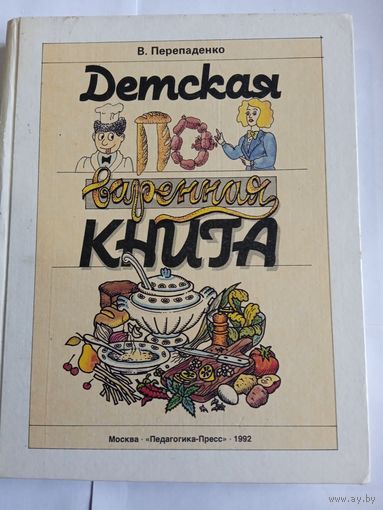 В. Перепаденко
Детская
ПО
варенная
КНИГА
Москва · «Педагогика-Пресс» · 1992
www.ay.by